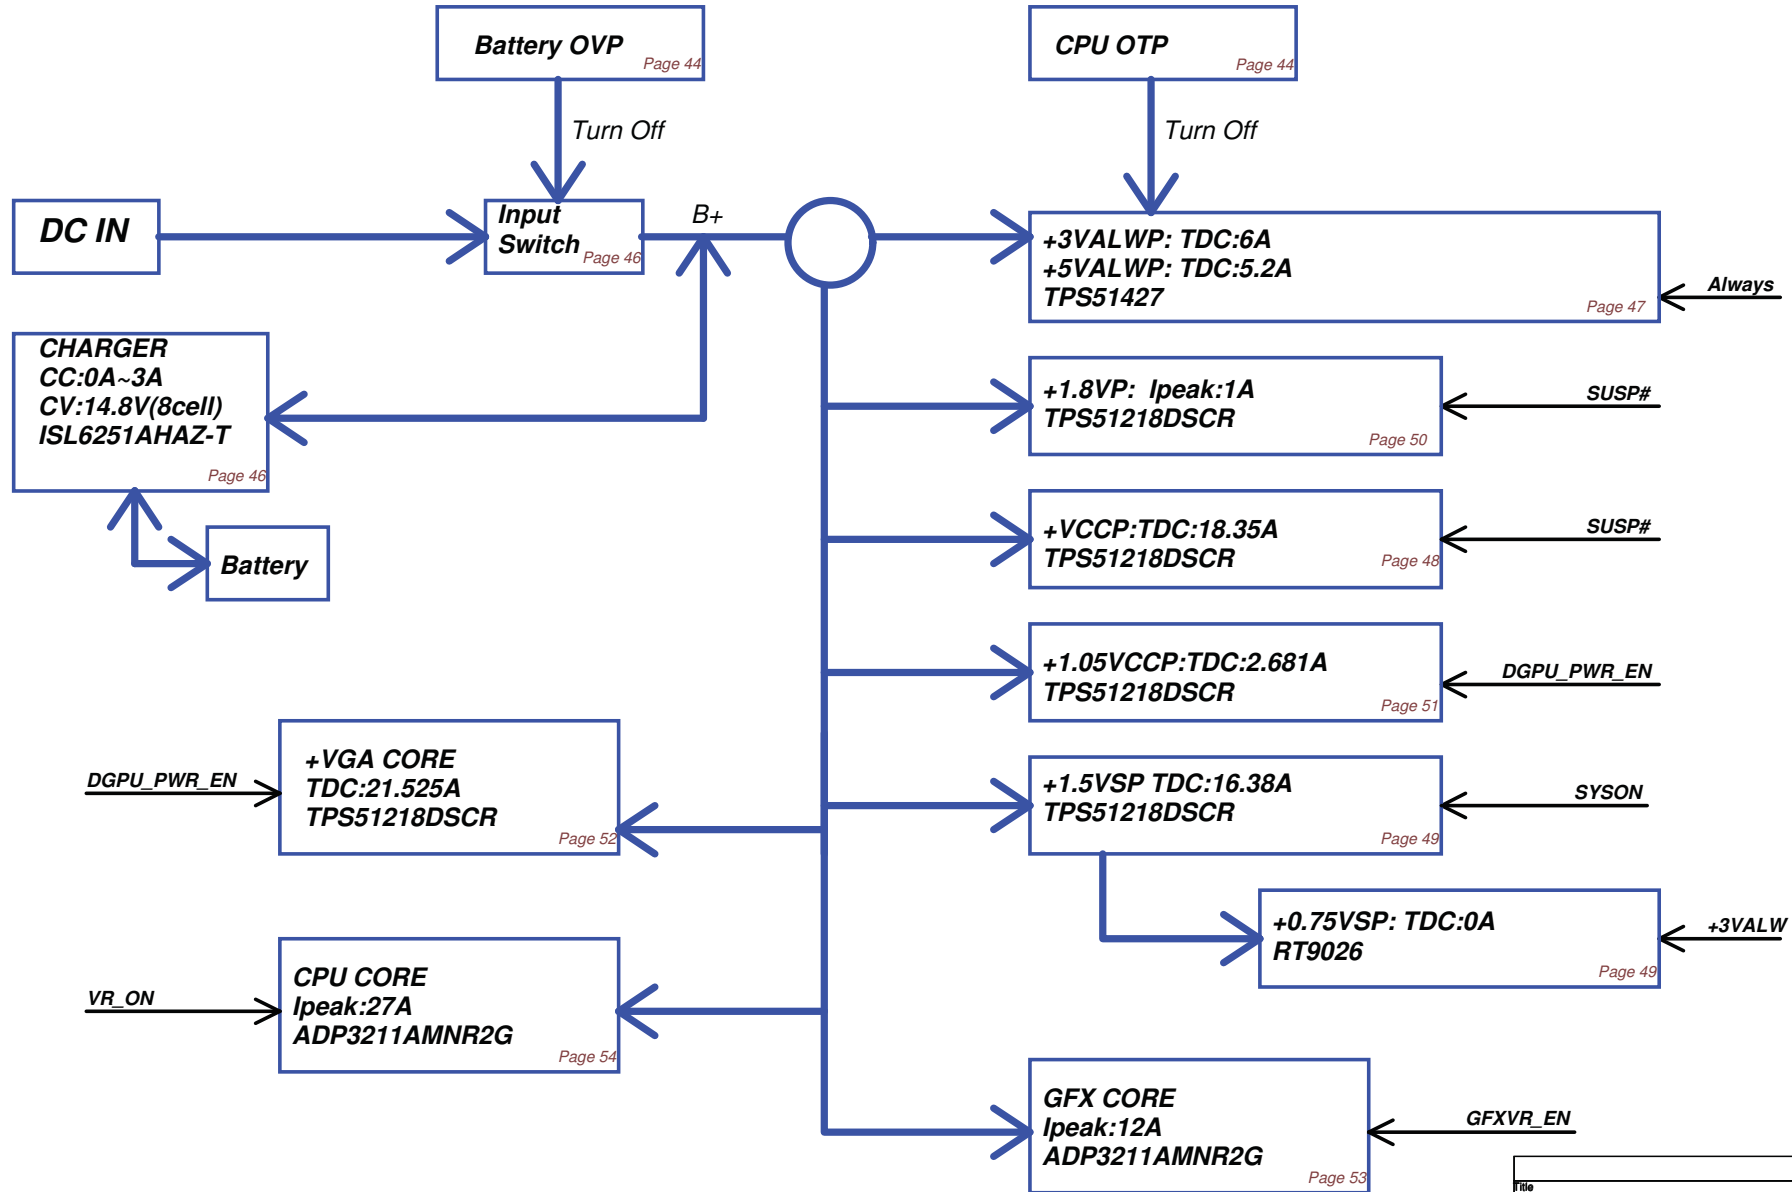 Battery OVP
Page 44
CPU OTP
Page 44
Turn Off
Turn Off
DC IN
Input
Switch
Page 46
B+
+3VALWP: TDC:6A
+5VALWP: TDC:5.2A
TPS51427
Page 47
Always
CHARGER
CC:0A~3A
CV:14.8V(8cell)
ISL6251AHAZ-T
Page 46
+1.8VP: Ipeak:1A
TPS51218DSCR
Page 50
SUSP#
Battery
+VCCP:TDC:18.35A
TPS51218DSCR
Page 48
SUSP#
+1.05VCCP:TDC:2.681A
TPS51218DSCR
Page 51
DGPU_PWR_EN
DGPU_PWR_EN
+VGA CORE
TDC:21.525A
TPS51218DSCR
Page 52
+1.5VSP TDC:16.38A
TPS51218DSCR
Page 49
SYSON
+0.75VSP: TDC:0A
RT9026
Page 49
+3VALW
VR_ON
CPU CORE
Ipeak:27A
ADP3211AMNR2G
Page 54
GFX CORE
Ipeak:12A
ADP3211AMNR2G
Page 53
GFXVR_EN
Title